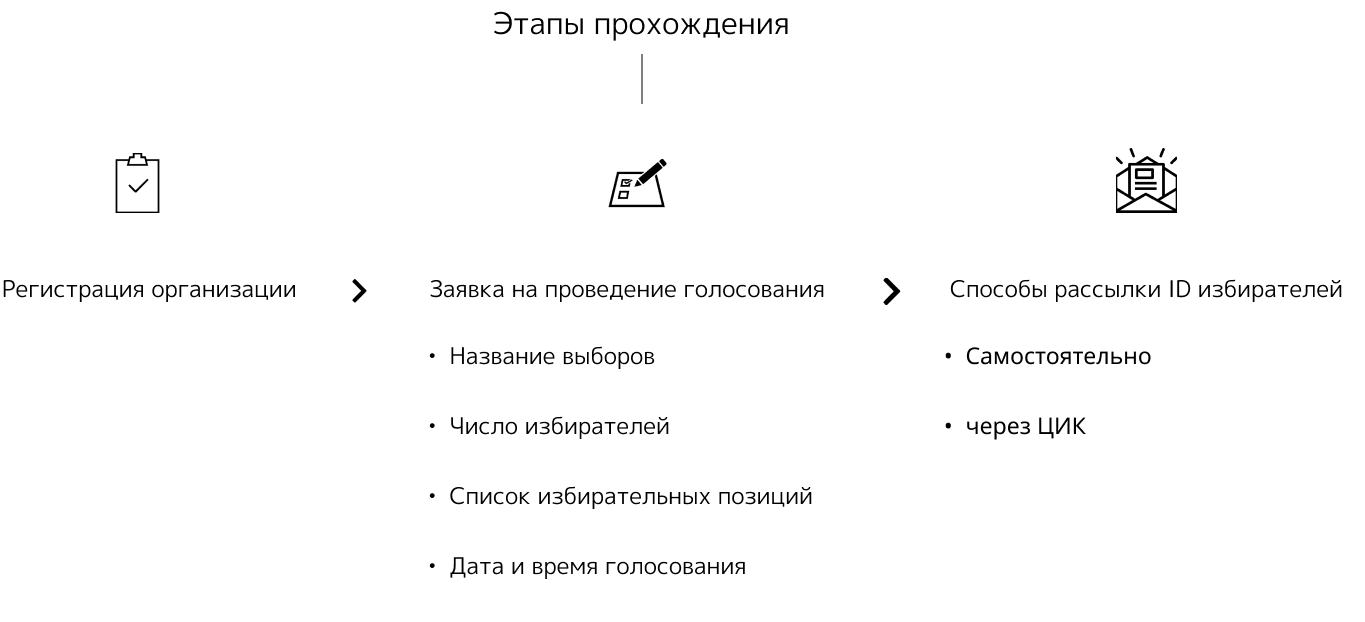 Этапы прохождения
Регистрация организации
Заявка на проведение голосования
• Название выборов
• Число избирателей
• Список избирательных позиций
• Дата и время голосования
Способы рассылки ID избирателей
• Самостоятельно
• через ЦИК